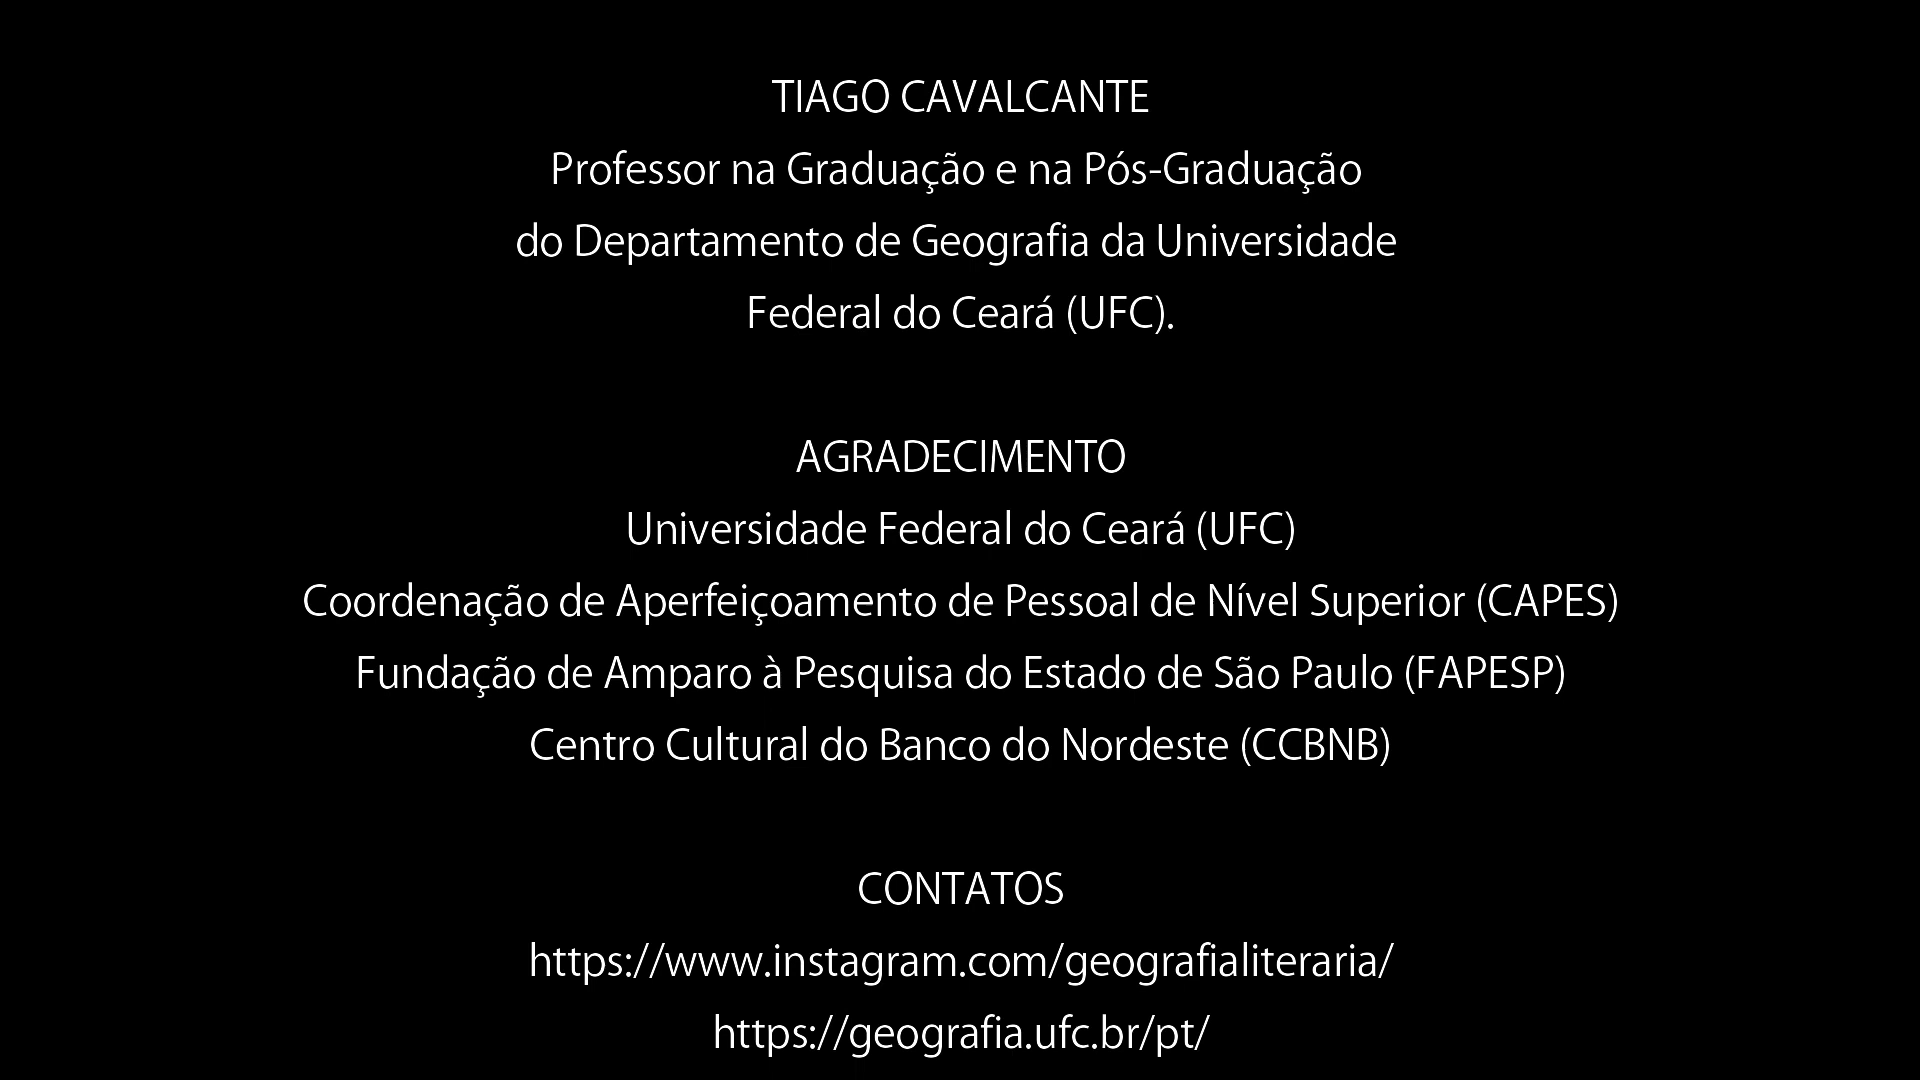 TIAGO CAVALCANTE
Professor na Graduação e na Pós-Graduação
do Departamento de Geografia da Universidade
Federal do Ceará (UFC).
AGRADECIMENTO
Universidade Federal do Ceará (UFC)
Coordenação de Aperfeiçoamento de Pessoal de Nível Superior (CAPES)
Fundação de Amparo à Pesquisa do Estado de São Paulo (FAPESP)
Centro Cultural do Banco do Nordeste (CCBNB)
CONTATOS
https://www.instagram.com/geografialiteraria/
https://geografia.ufc.br/pt/